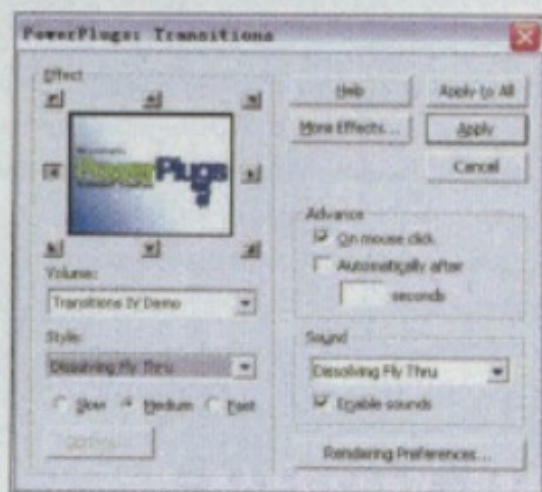 PowerPlugs: Transitions
Effect
PowerPlugs
Volume:
Transitions IV Demo
Style:
Dissolving Fly Thru
Slow Medium Fast
Help
Apply to All
More Effects...
Apply
Cancel
Advance
On mouse click
Automatically after
seconds
Sound
Dissolving Fly Thru
Enable sounds
Rendering Preferences...